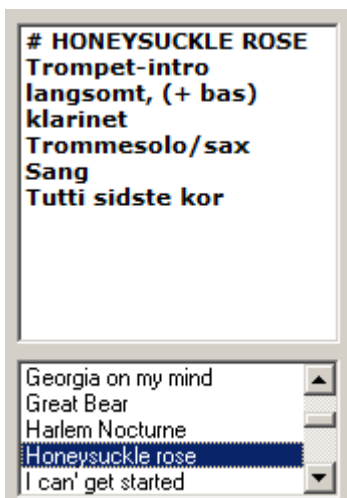 # HONEYSUCKLE ROSE
Trompet-intro
langsomt, (+ bas)
klarinet
Trommesolo/sax
Sang
Tutti sidste kor
Georgia on my mind
Great Bear
Harlem Nocturne
Honeysuckle rose
I can' get started